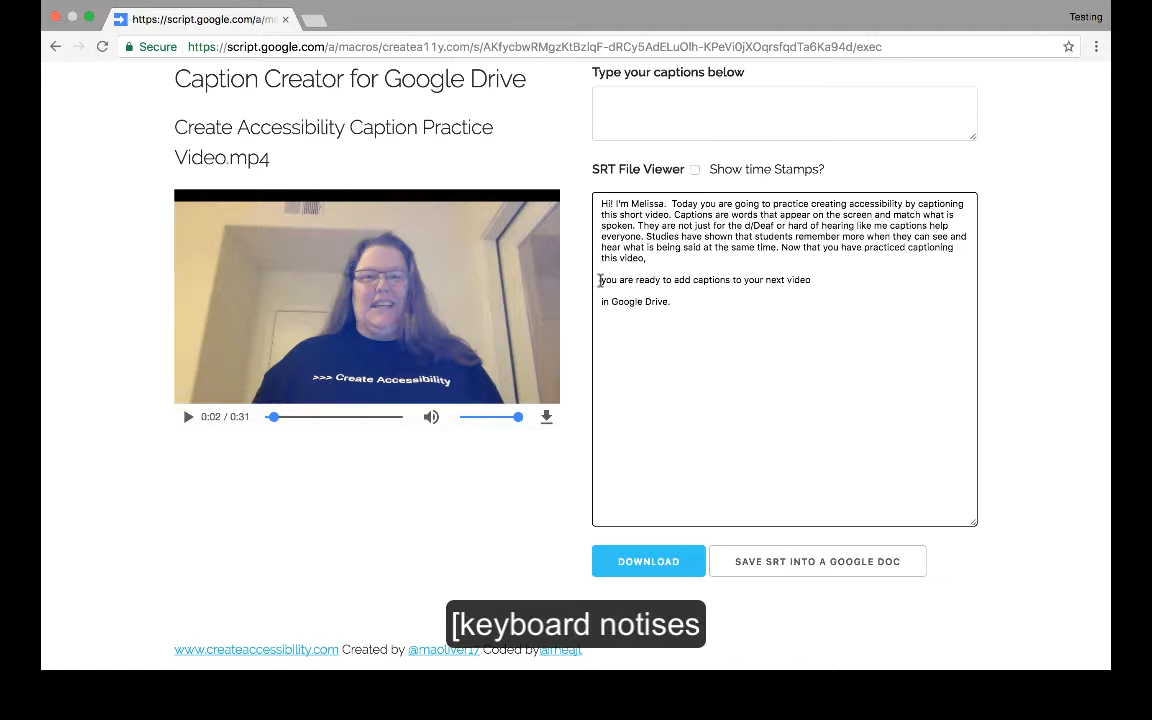 https://script.google.com/a/m
Testing
Secure
https://script.google.com/a/macros/createa11y.com/s/AKfycbwRMgzKtBzlqF-dRCy5AdELuOlh-KPeVi0jXOqrsfqdTa6Ka94d/exec
Caption Creator for Google Drive
Create Accessibility Caption Practice
Video.mp4
>>> Create Accessibility
0:02 / 0:31
Type your captions below
SRT File Viewer
Show time Stamps?
Hi! I'm Melissa. Today you are going to practice creating accessibility by captioning
this short video. Captions are words that appear on the screen and match what is
spoken. They are not just for the d/Deaf or hard of hearing like me captions help
everyone. Studies have shown that students remember more when they can see and
hear what is being said at the same time. Now that you have practiced captioning
this video,
you are ready to add captions to your next video
in Google Drive.
DOWNLOAD
SAVE SRT INTO A GOOGLE DOC
[keyboard notises
www.createaccessibility.com Created by @maoliver17 Coded by@rheajt